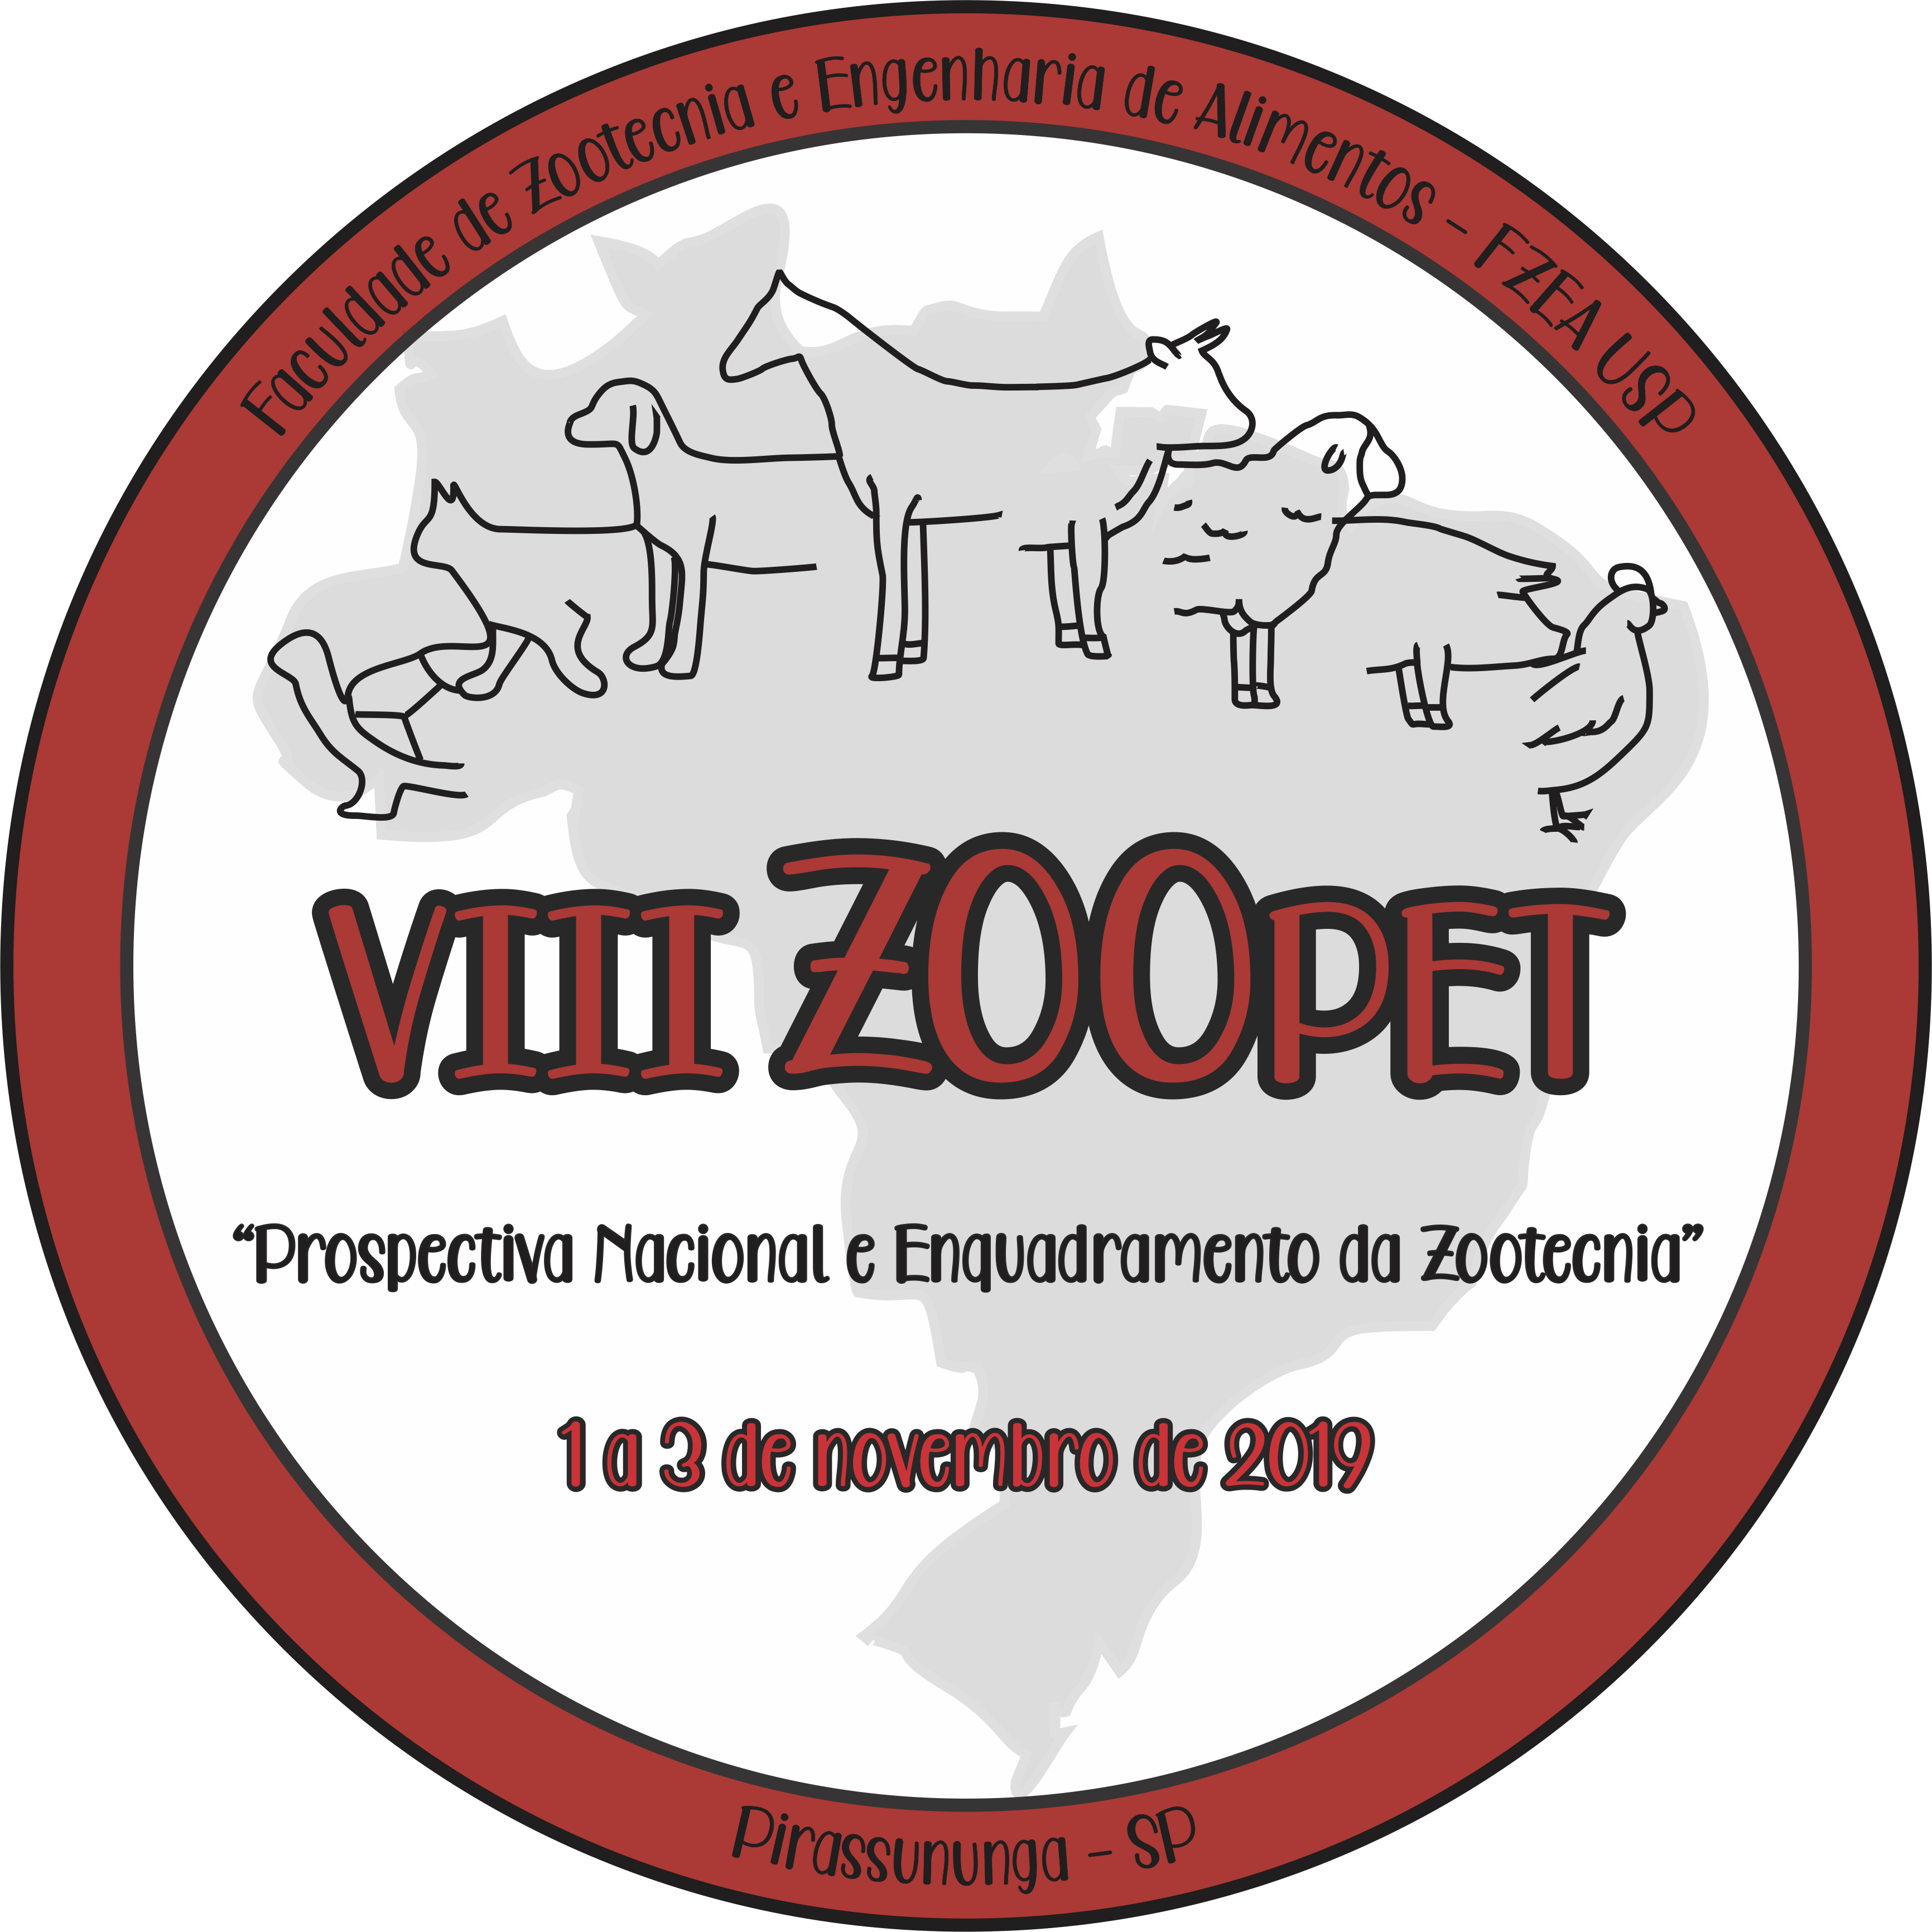 Faculdade de Zootecnia e Engenharia de Alimentos - FZEA USP
VIII ZOOPET
“Prospectiva Nacional e Enquadramento da Zootecnia”
1 a 3 de novembro de 2019
Pirassununga - SP